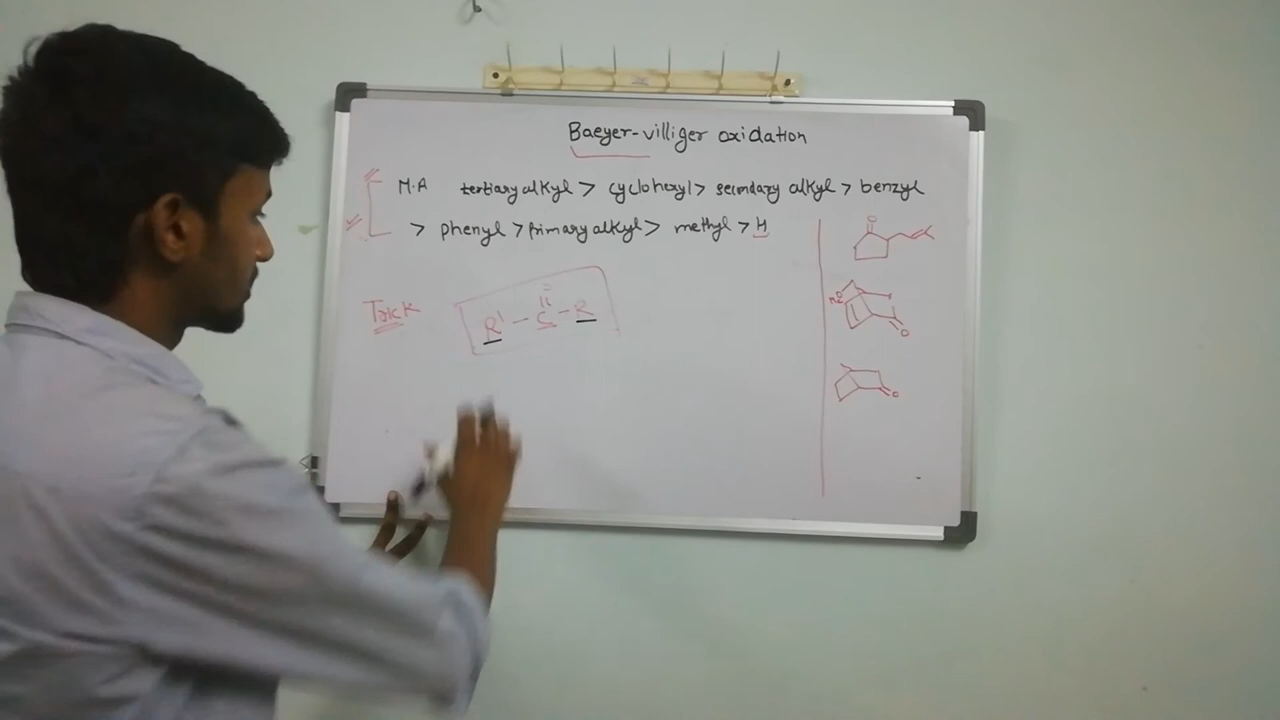 Baeyer-villiger oxidation
M.A tertiary alkyl > cyclohexyl > secondary alkyl > benzyl
> phenyl > primary alkyl > methyl > H
Trick
O
R' - C - R
O
O
O